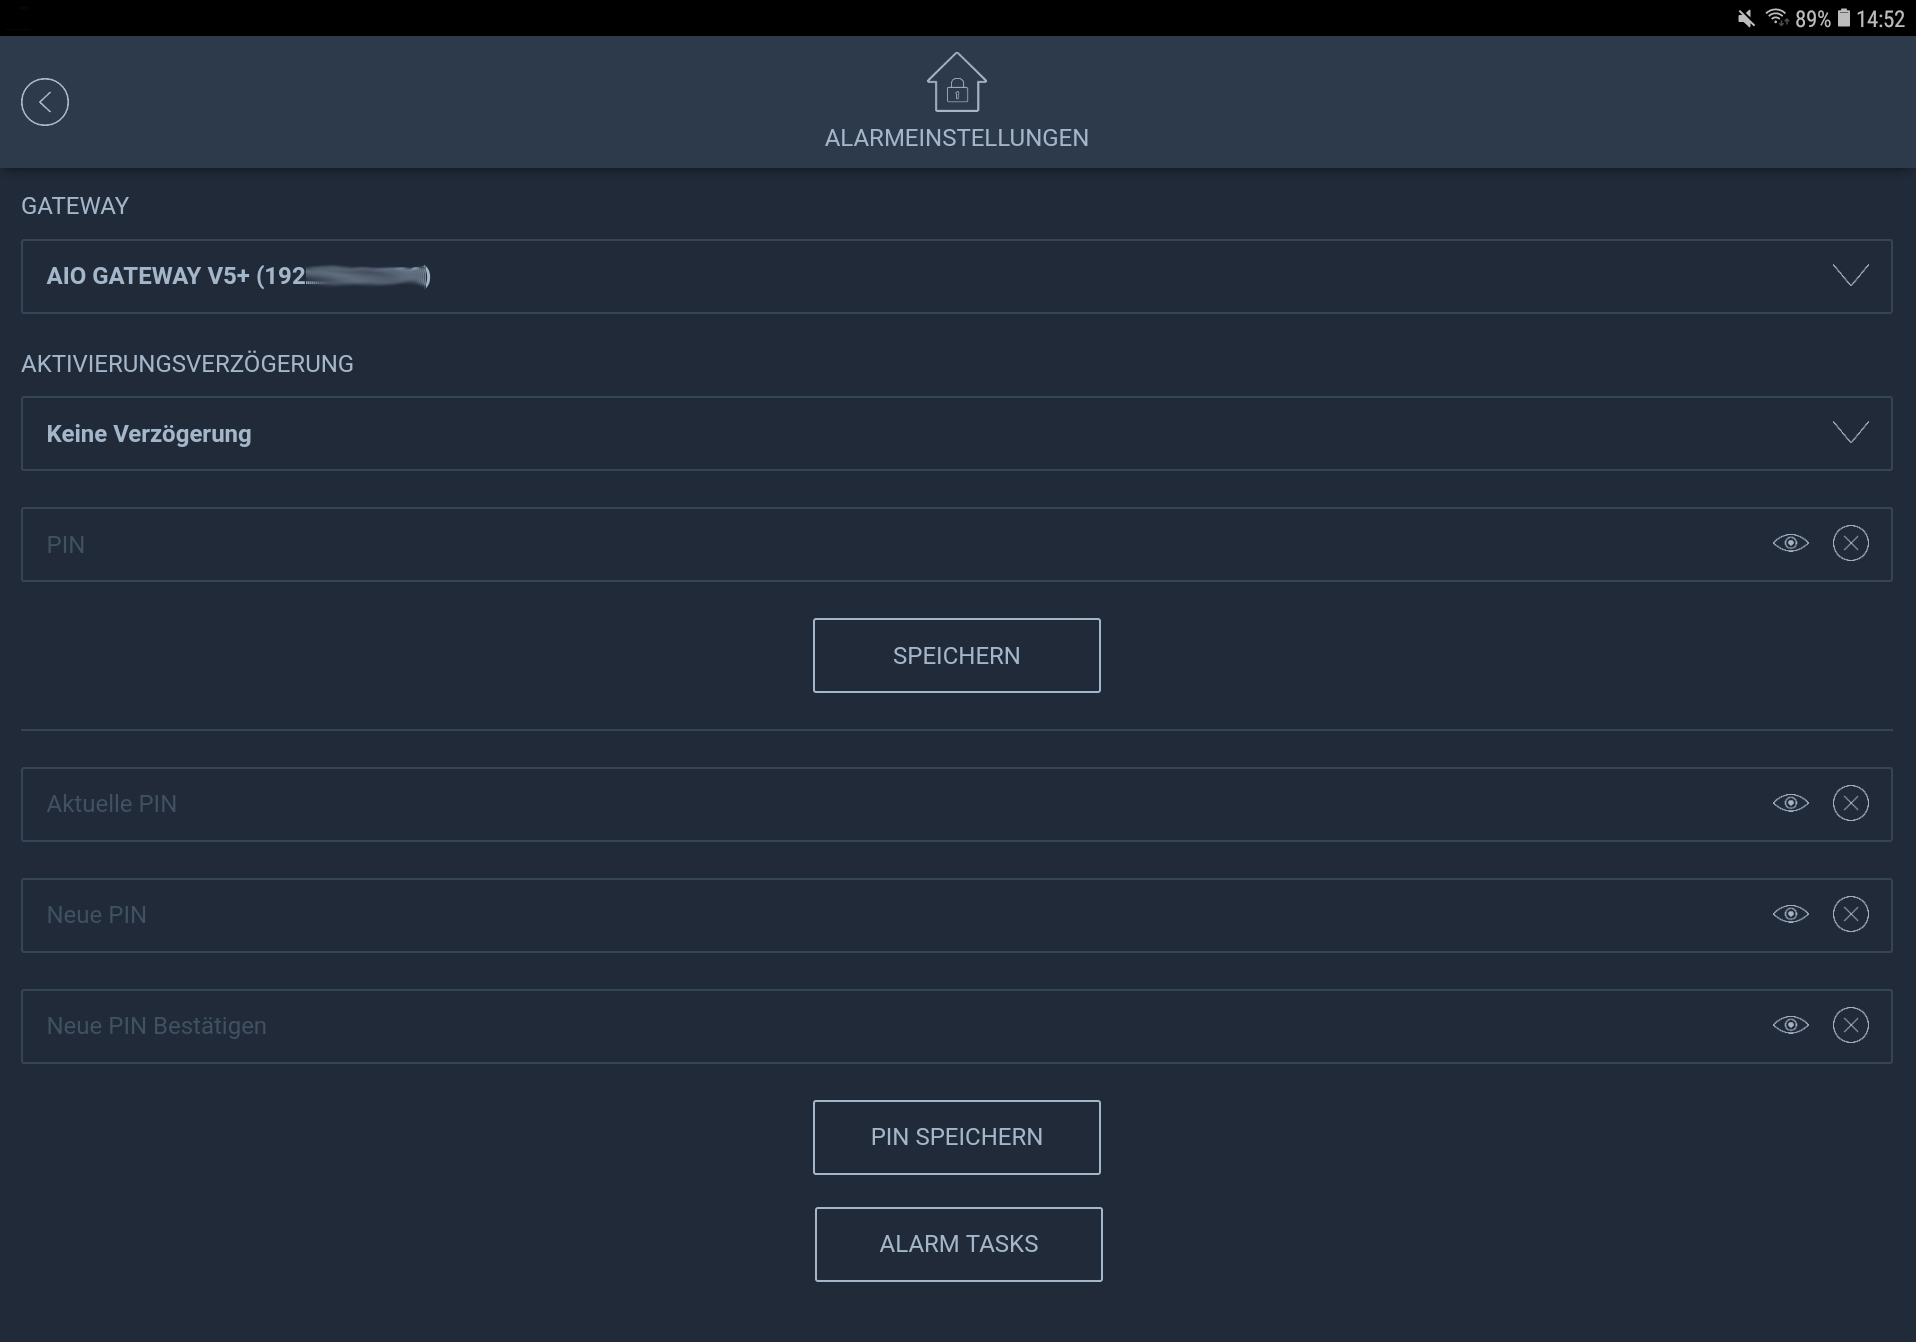 89% 14:52
ALARMEINSTELLUNGEN
GATEWAY
AIO GATEWAY V5+ (192 )
AKTIVIERUNGSVERZÖGERUNG
Keine Verzögerung
PIN
SPEICHERN
Aktuelle PIN
Neue PIN
Neue PIN Bestätigen
PIN SPEICHERN
ALARM TASKS